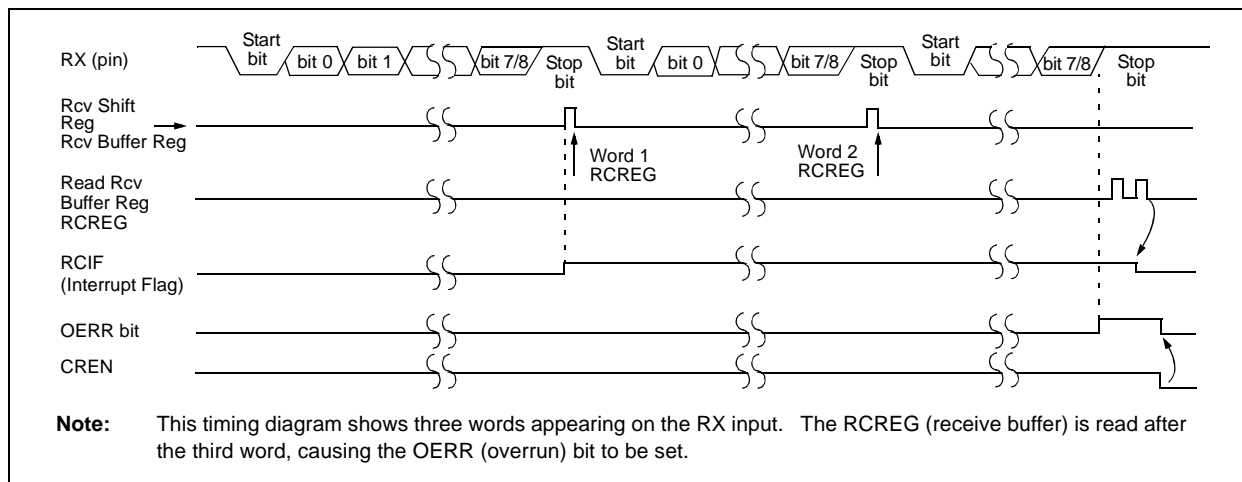 RX (pin)
Start
bit
bit 0
bit 1
bit 7/8
Stop
bit
Start
bit
bit 0
bit 7/8
Stop
bit
Start
bit
bit 7/8
Stop
bit
Rcv Shift
Reg
Rcv Buffer Reg
Word 1
RCREG
Word 2
RCREG
Read Rcv
Buffer Reg
RCREG
RCIF
(Interrupt Flag)
OERR bit
CREN
Note: This timing diagram shows three words appearing on the RX input. The RCREG (receive buffer) is read after
the third word, causing the OERR (overrun) bit to be set.